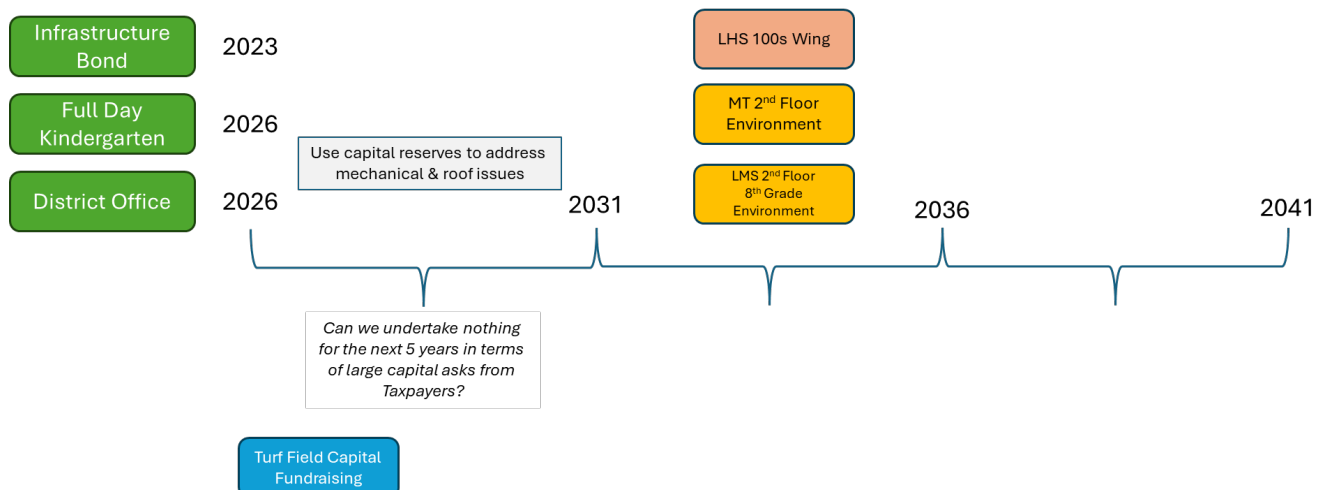 Infrastructure
Bond
2023
Full Day
Kindergarten
2026
District Office
2026
Use capital reserves to address
mechanical & roof issues
2031
LHS 100s Wing
MT 2nd Floor
Environment
LMS 2nd Floor
8th Grade
Environment
2036
2041
Can we undertake nothing
for the next 5 years in terms
of large capital asks from
Taxpayers?
Turf Field Capital
Fundraising